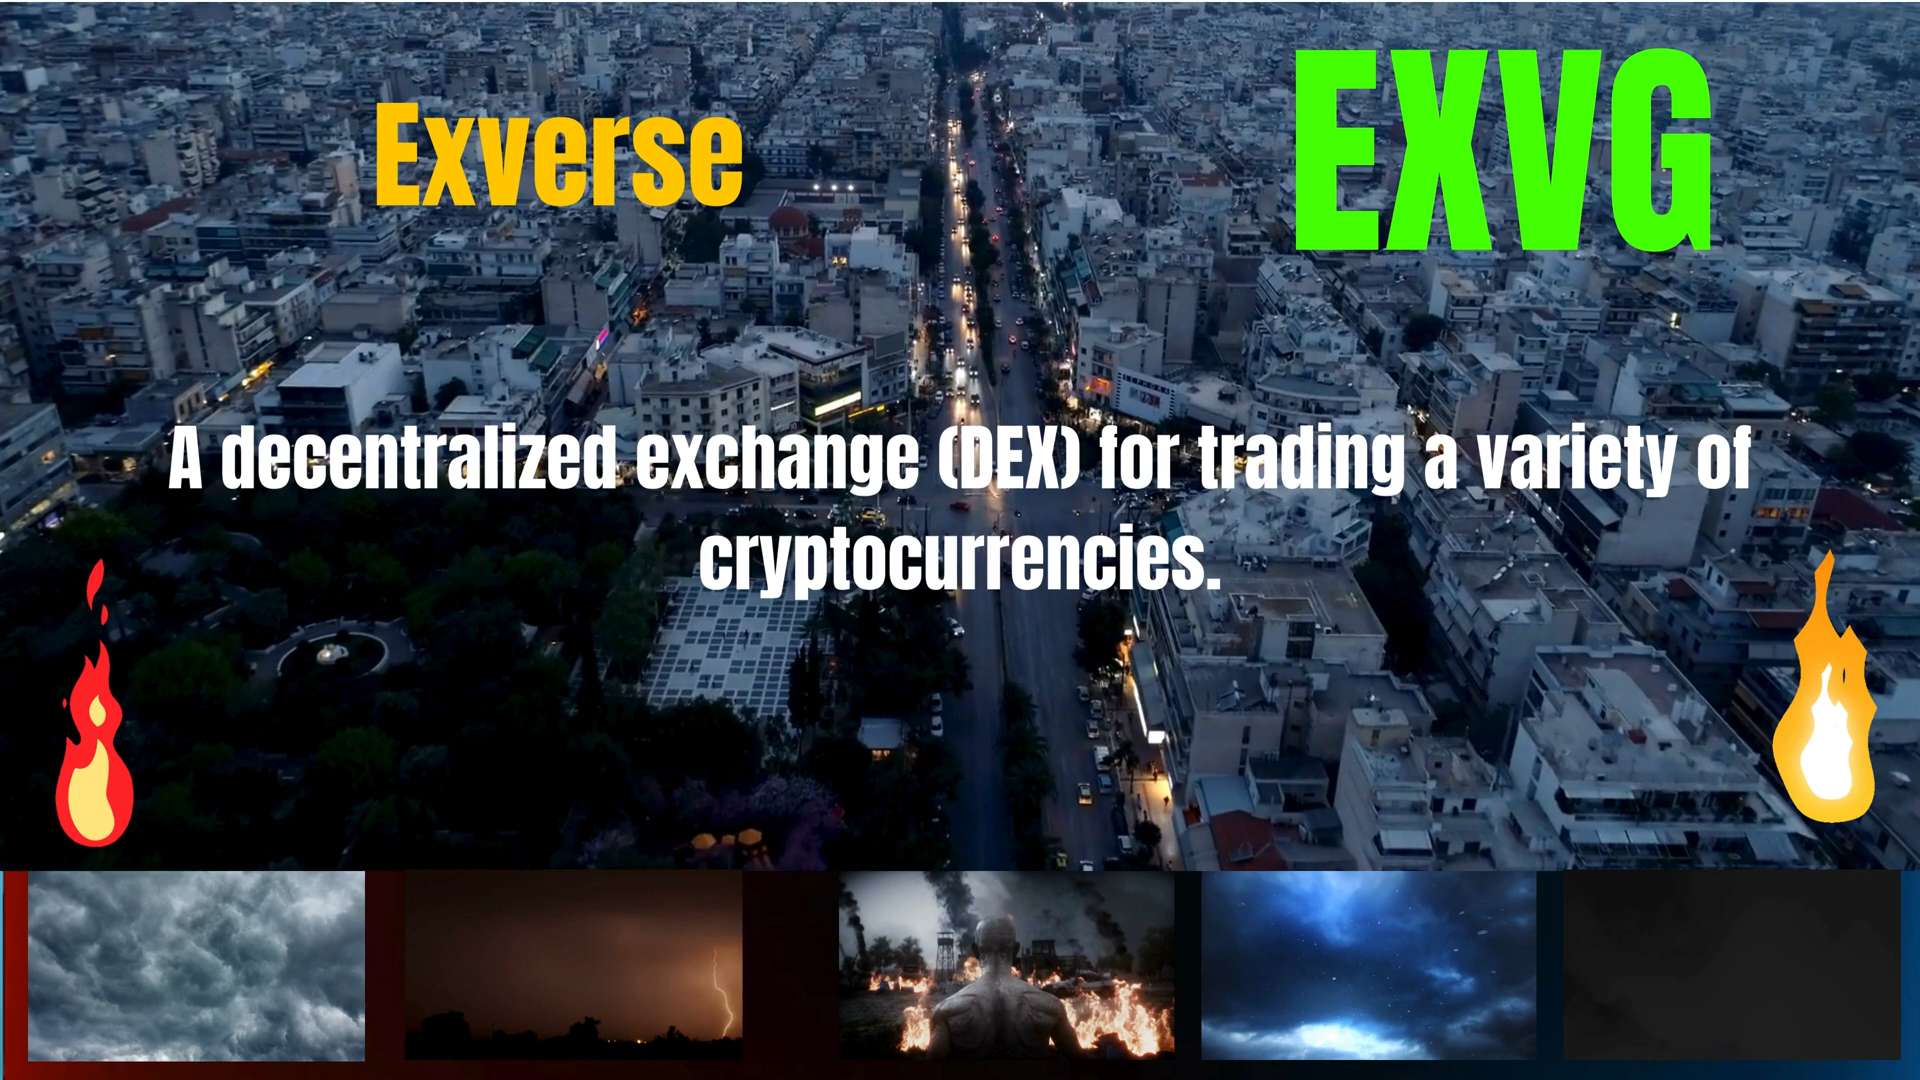 Exverse
EXVG
A decentralized exchange (DEX) for trading a variety of
cryptocurrencies.